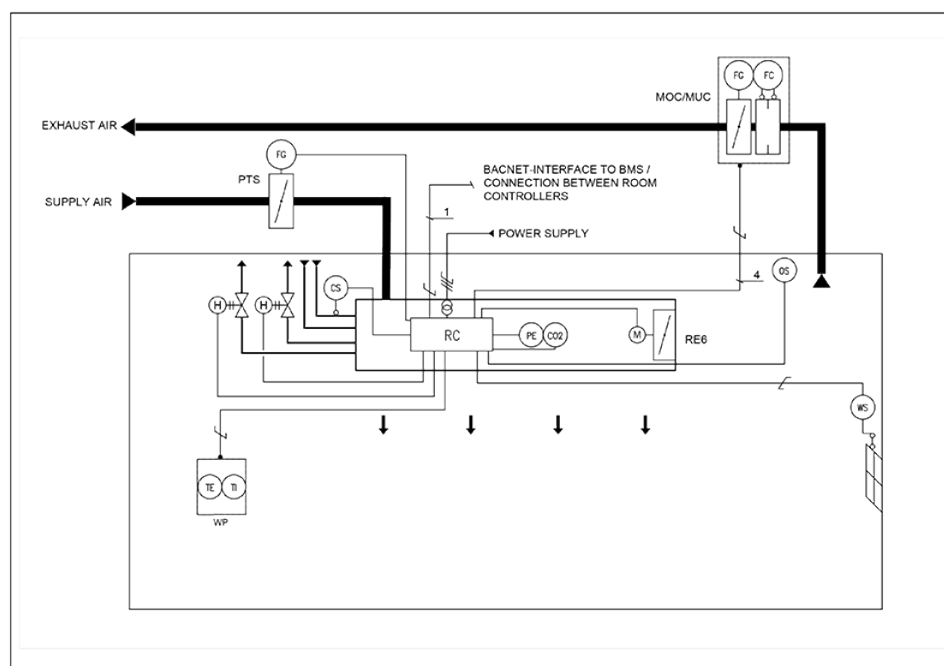 FG
FC
MOC/MUC
EXHAUST AIR
FG
PTS
BACNET-INTERFACE TO BMS /
CONNECTION BETWEEN ROOM
CONTROLLERS
SUPPLY AIR
1
POWER SUPPLY
4
OS
CS
H
H
RC
PE
CO2
M
RE6
WS
TE
TI
WP